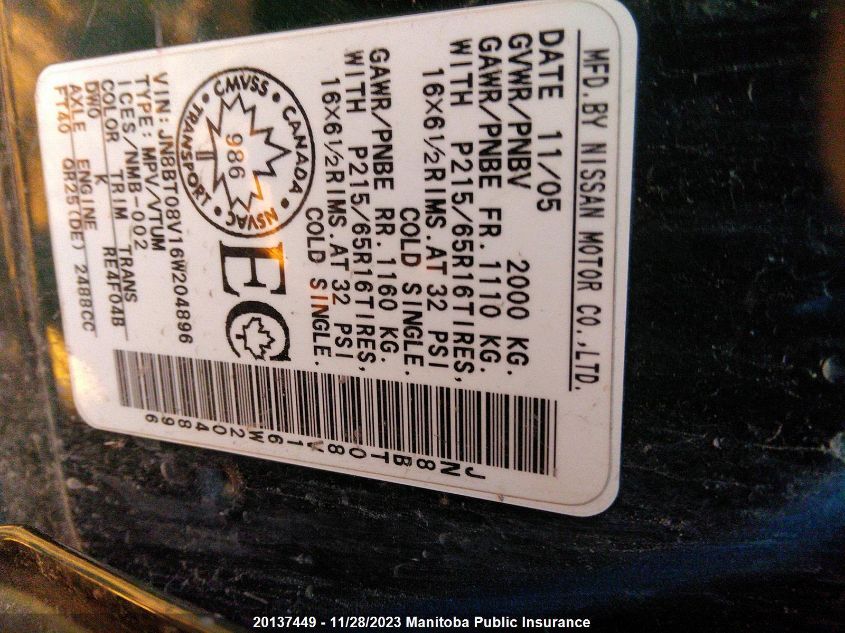 MFD.BY NISSAN MOTOR CO.,LTD.
DATE 11/05
GVWR/PNBV 2000 KG.
GAWR/PNBE FR. 1110 KG.
WITH P215/65R16TIRES,
16X6½RIMS.AT 32 PSI
COLD SINGLE.
GAWR/PNBE RR. 1160 KG.
WITH P215/65R16TIRES,
16X6½RIMS.AT 32 PSI
COLD SINGLE.
CMVSS • CANADA • NSVAC • TRANSPORT •
986
EC
VIN: JN8BT08V16W204896
TYPE: MPV/VTUM
ICES/NMB-002
COLOR TRIM TRANS
DW0 K RE4F04B
AXLE ENGINE
FT40 QR25(DE) 2488CC
JN8BT08V16W204896
20137449 - 11/28/2023 Manitoba Public Insurance